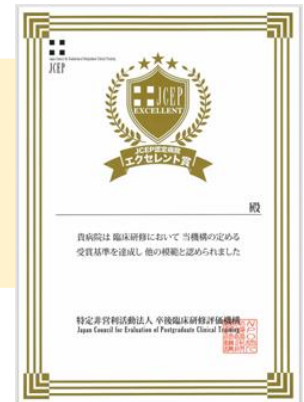 JCEP
JCEP
EXCELLENT
JCEP認定病院
エクセレント賞
殿
貴病院は 臨床研修において 当機構の定める
受賞基準を達成し 他の模範と認められました
特定非営利活動法人 卒後臨床研修評価機構
Japan Council for Evaluation of Postgraduate Clinical Training